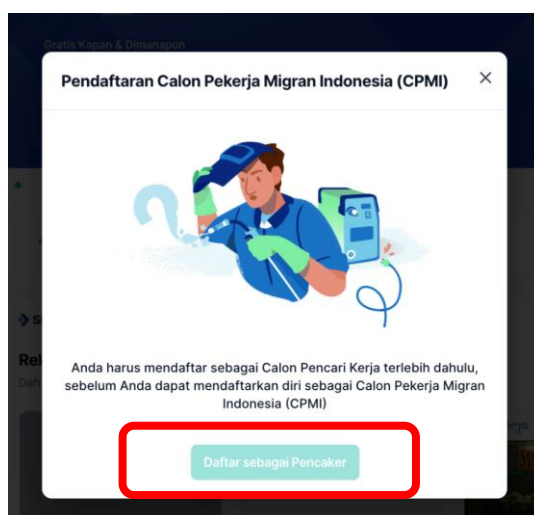 Gratis Kapan & Dimanapun
Pendaftaran Calon Pekerja Migran Indonesia (CPMI)
Anda harus mendaftar sebagai Calon Pencari Kerja terlebih dahulu,
sebelum Anda dapat mendaftarkan diri sebagai Calon Pekerja Migran
Indonesia (CPMI)
Daftar sebagai Pencaker